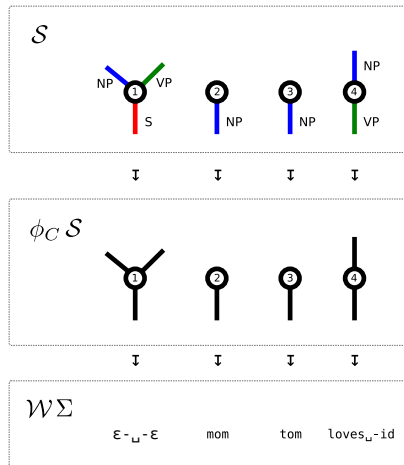 𝒮
NP VP NP
1 2 3 4
S NP NP VP
↧ ↧ ↧ ↧
ϕ_C 𝒮
1 2 3 4
↧ ↧ ↧ ↧
𝒲Σ
ε-␣-ε mom tom loves␣-id